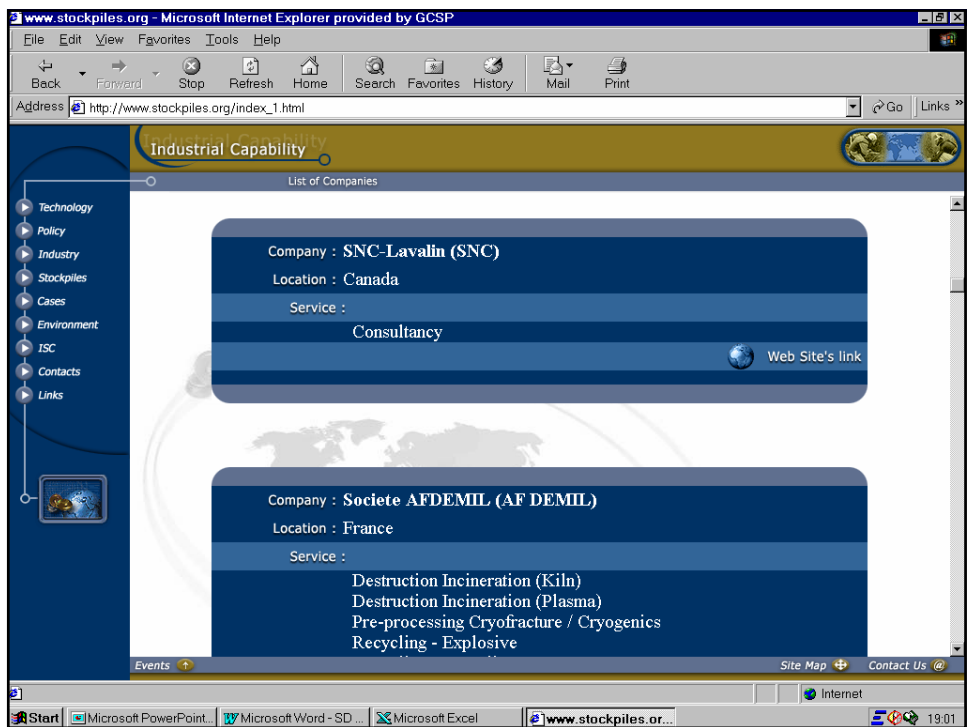 www.stockpiles.org - Microsoft Internet Explorer provided by GCSP
File Edit View Favorites Tools Help
Back Forward Stop Refresh Home Search Favorites History Mail Print
Address http://www.stockpiles.org/index_1.html Go Links »
Industrial Capability
Industrial Capability
List of Companies
Technology
Policy
Industry
Stockpiles
Cases
Environment
ISC
Contacts
Links
Company : SNC-Lavalin (SNC)
Location : Canada
Service :
Consultancy
Web Site's link
Company : Societe AFDEMIL (AF DEMIL)
Location : France
Service :
Destruction Incineration (Kiln)
Destruction Incineration (Plasma)
Pre-processing Cryofracture / Cryogenics
Recycling - Explosive
Events Site Map Contact Us @
Internet
Start Microsoft PowerPoint... Microsoft Word - SD ... Microsoft Excel www.stockpiles.or... 19:01